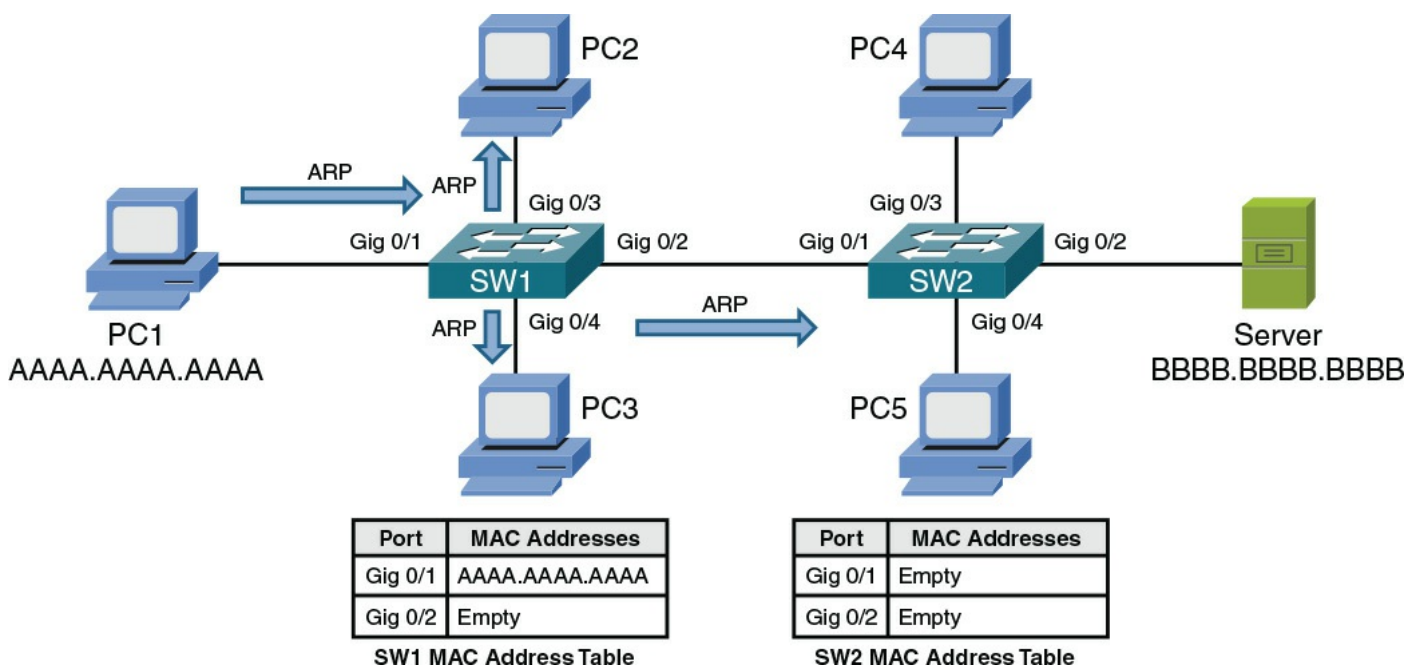 PC2
PC4
ARP
ARP
Gig 0/3
Gig 0/3
Gig 0/1
Gig 0/2
Gig 0/1
Gig 0/2
SW1
SW2
PC1
AAAA.AAAA.AAAA
ARP
Gig 0/4
ARP
Gig 0/4
Server
BBBB.BBBB.BBBB
PC3
PC5
Port MAC Addresses
Gig 0/1 AAAA.AAAA.AAAA
Gig 0/2 Empty
SW1 MAC Address Table
Port MAC Addresses
Gig 0/1 Empty
Gig 0/2 Empty
SW2 MAC Address Table